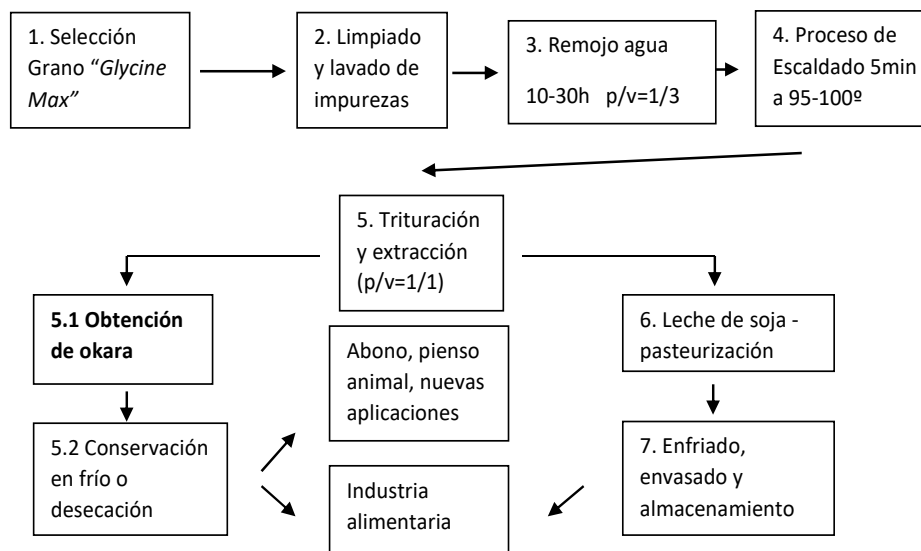 1. Selección
Grano “Glycine
Max”
2. Limpiado
y lavado de
impurezas
3. Remojo agua
10-30h p/v=1/3
4. Proceso de
Escaldado 5min
a 95-100º
5. Trituración
y extracción
(p/v=1/1)
5.1 Obtención
de okara
6. Leche de soja -
pasteurización
Abono, pienso
animal, nuevas
aplicaciones
5.2 Conservación
en frío o
desecación
7. Enfriado,
envasado y
almacenamiento
Industria
alimentaria